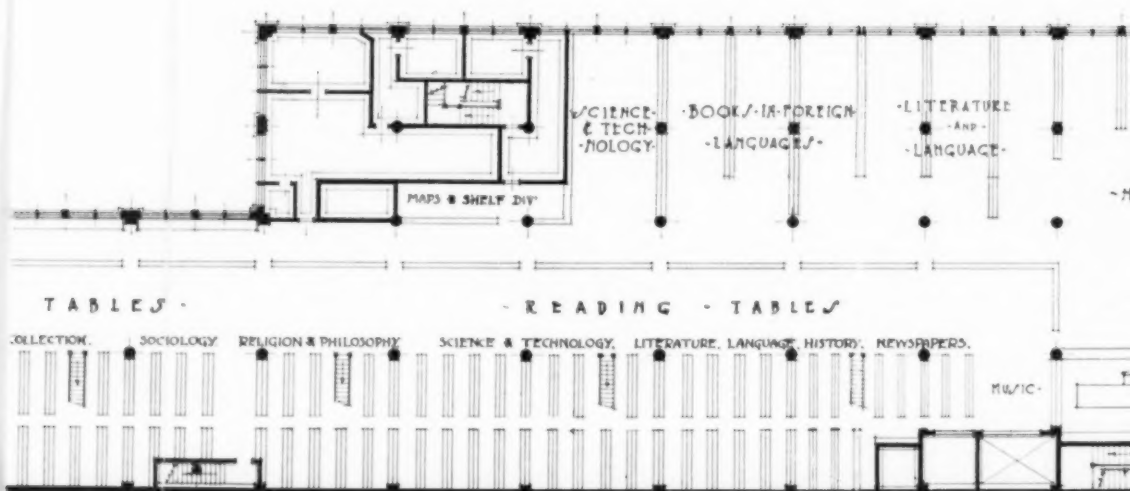 ·SCIENCE·
& TECH-
·NOLOGY·
·BOOKS·IN·FOREIGN·
·LANGUAGES·
·LITERATURE
·AND·
·LANGUAGE·
MAPS & SHELF DIV'
TABLES · · READING · TABLES
COLLECTION. SOCIOLOGY. RELIGION & PHILOSOPHY SCIENCE & TECHNOLOGY, LITERATURE, LANGUAGE, HISTORY, NEWSPAPERS.
MUSIC·